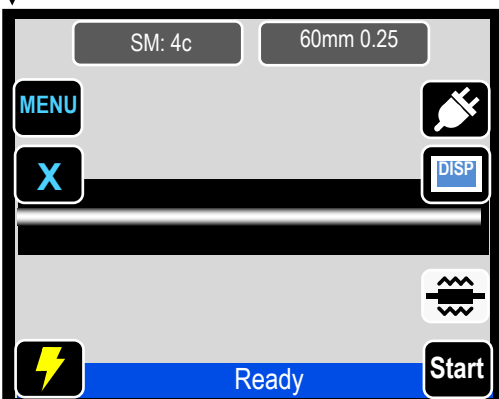 SM: 4c
60mm 0.25
MENU
X
DISP
Ready
Start